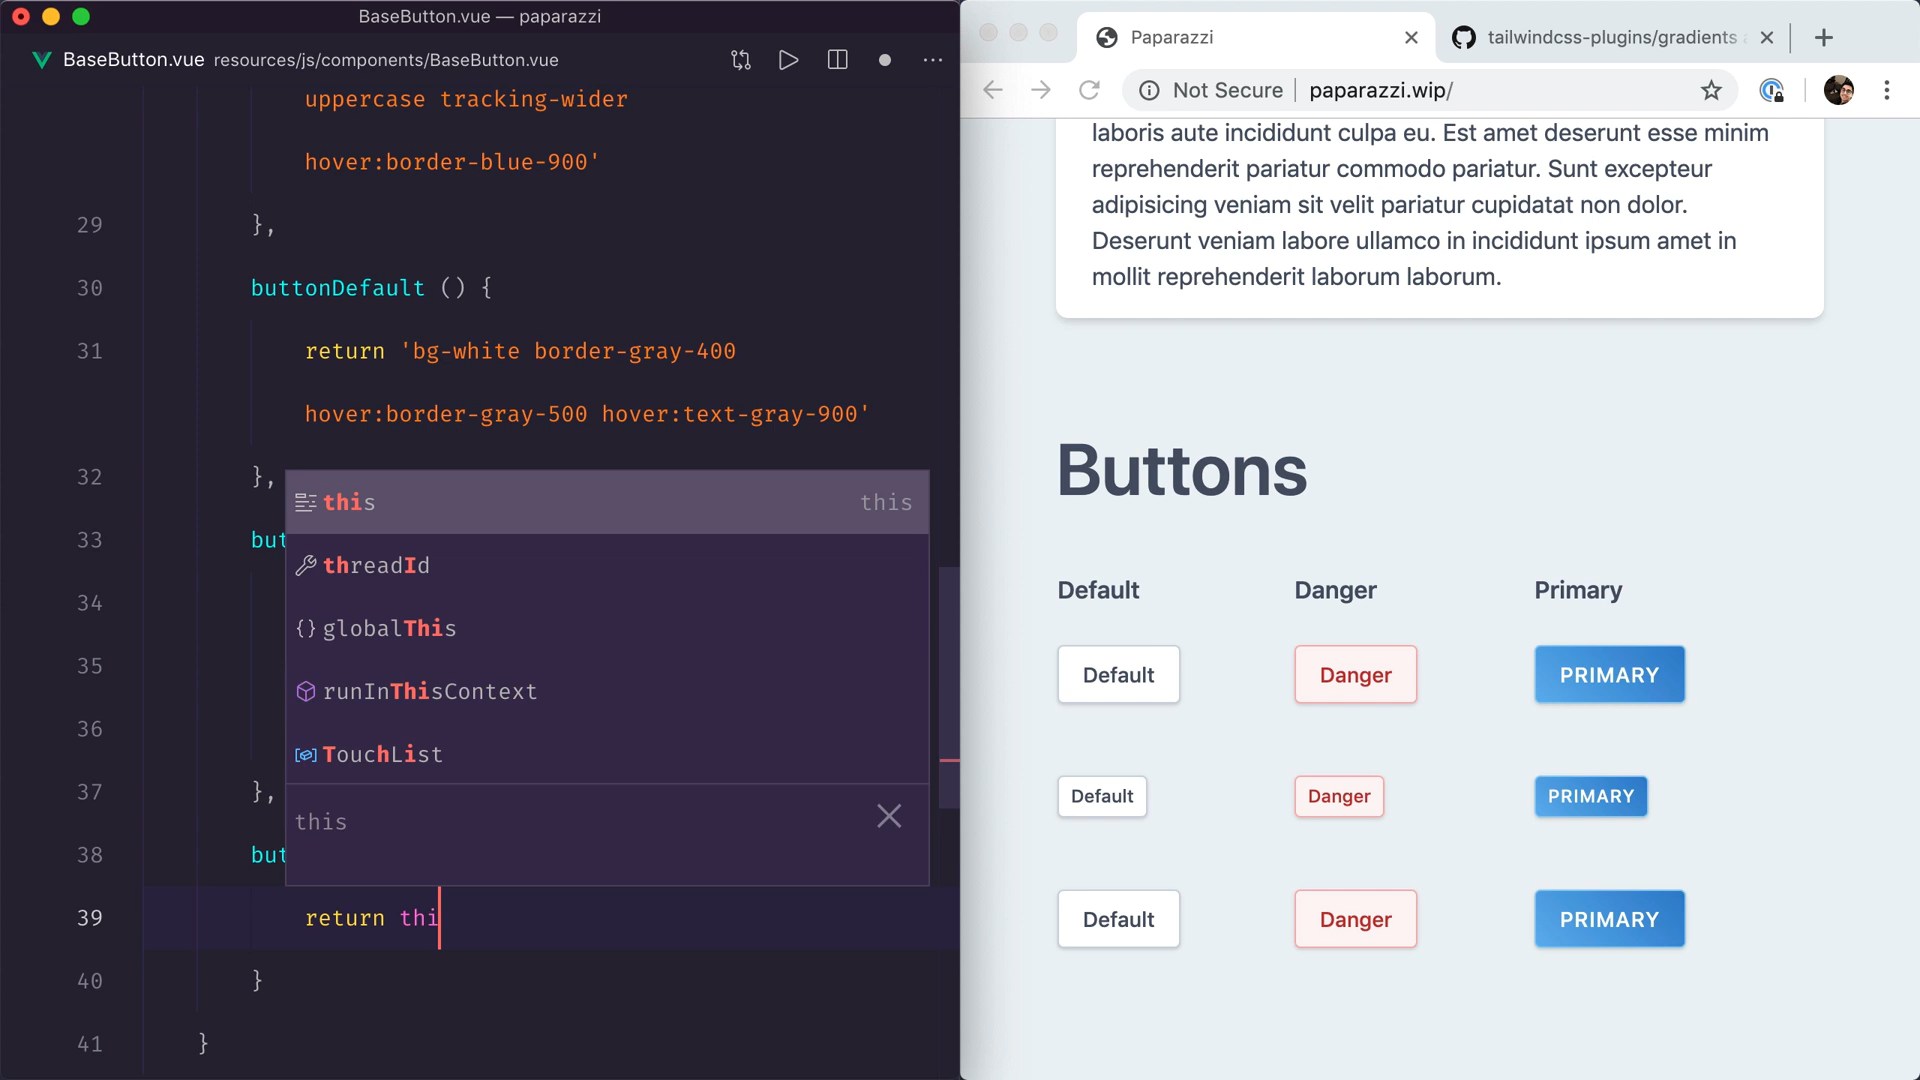 BaseButton.vue — paparazzi
BaseButton.vue resources/js/components/BaseButton.vue
uppercase tracking-wider
hover:border-blue-900'
29 },
30 buttonDefault () {
31 return 'bg-white border-gray-400
hover:border-gray-500 hover:text-gray-900'
32 },
this this
33 but
threadId
34
globalThis
35
runInThisContext
36
TouchList
37 },
this
38 but
39 return thi
40 }
41 }
Paparazzi
tailwindcss-plugins/gradients
Not Secure paparazzi.wip/
laboris aute incididunt culpa eu. Est amet deserunt esse minim
reprehenderit pariatur commodo pariatur. Sunt excepteur
adipisicing veniam sit velit pariatur cupidatat non dolor.
Deserunt veniam labore ullamco in incididunt ipsum amet in
mollit reprehenderit laborum laborum.
Buttons
Default Danger Primary
Default Danger PRIMARY
Default Danger PRIMARY
Default Danger PRIMARY